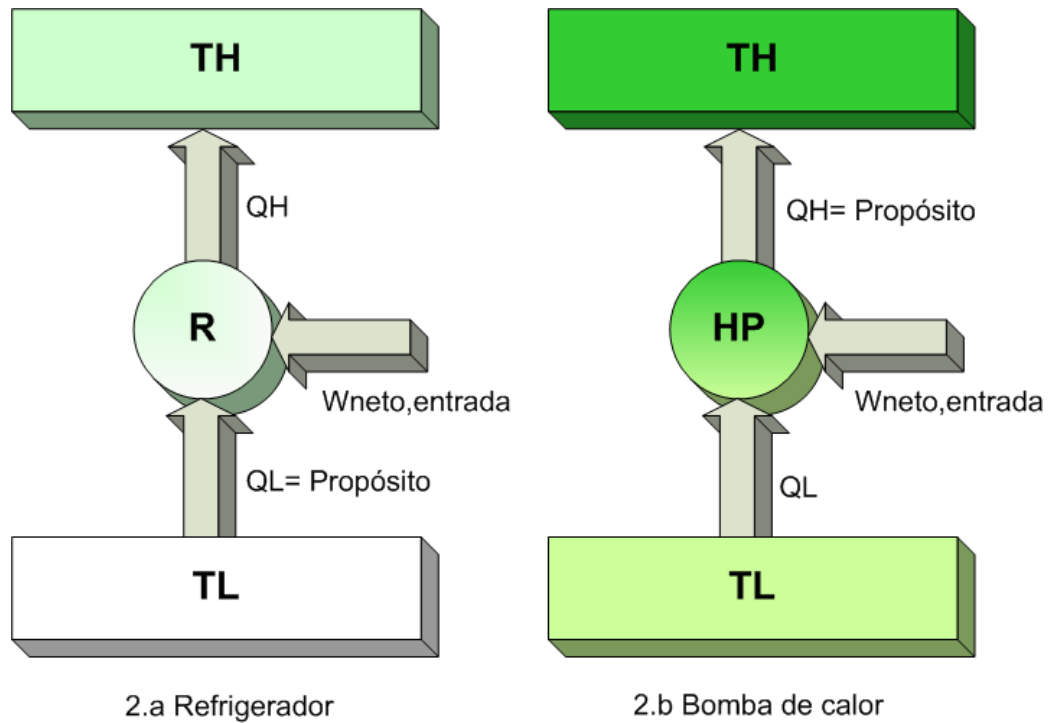 TH
QH
R
Wneto,entrada
QL= Propósito
TL
2.a Refrigerador
TH
QH= Propósito
HP
Wneto,entrada
QL
TL
2.b Bomba de calor